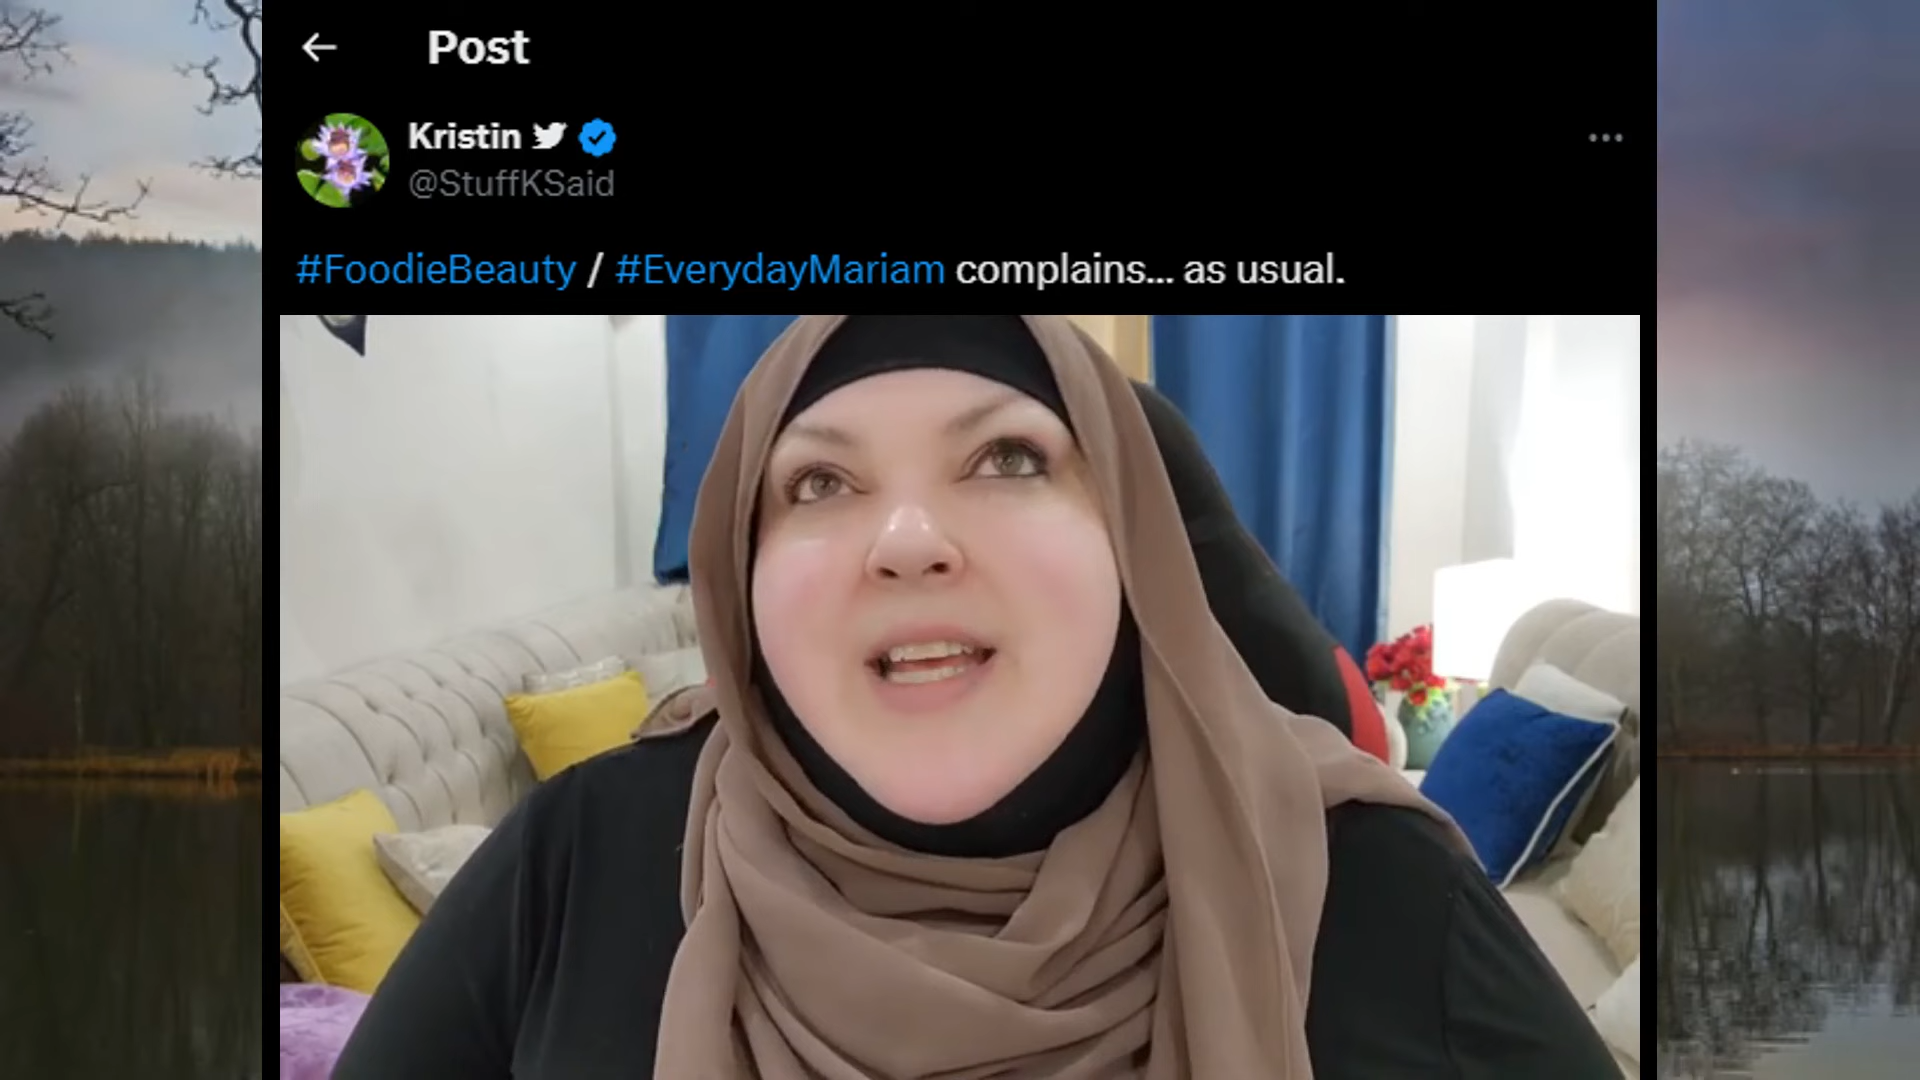 Post
Kristin
@StuffKSaid
#FoodieBeauty / #EverydayMariam complains... as usual.